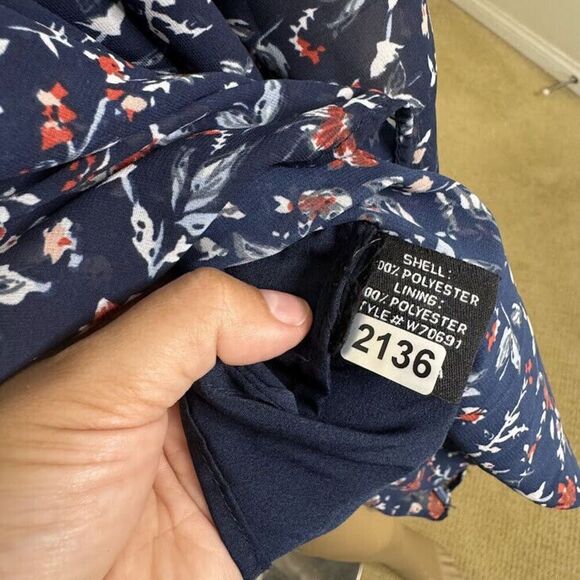 SHELL:
00% POLYESTER
LINING:
00% POLYESTER
TYLE# W70691
2136